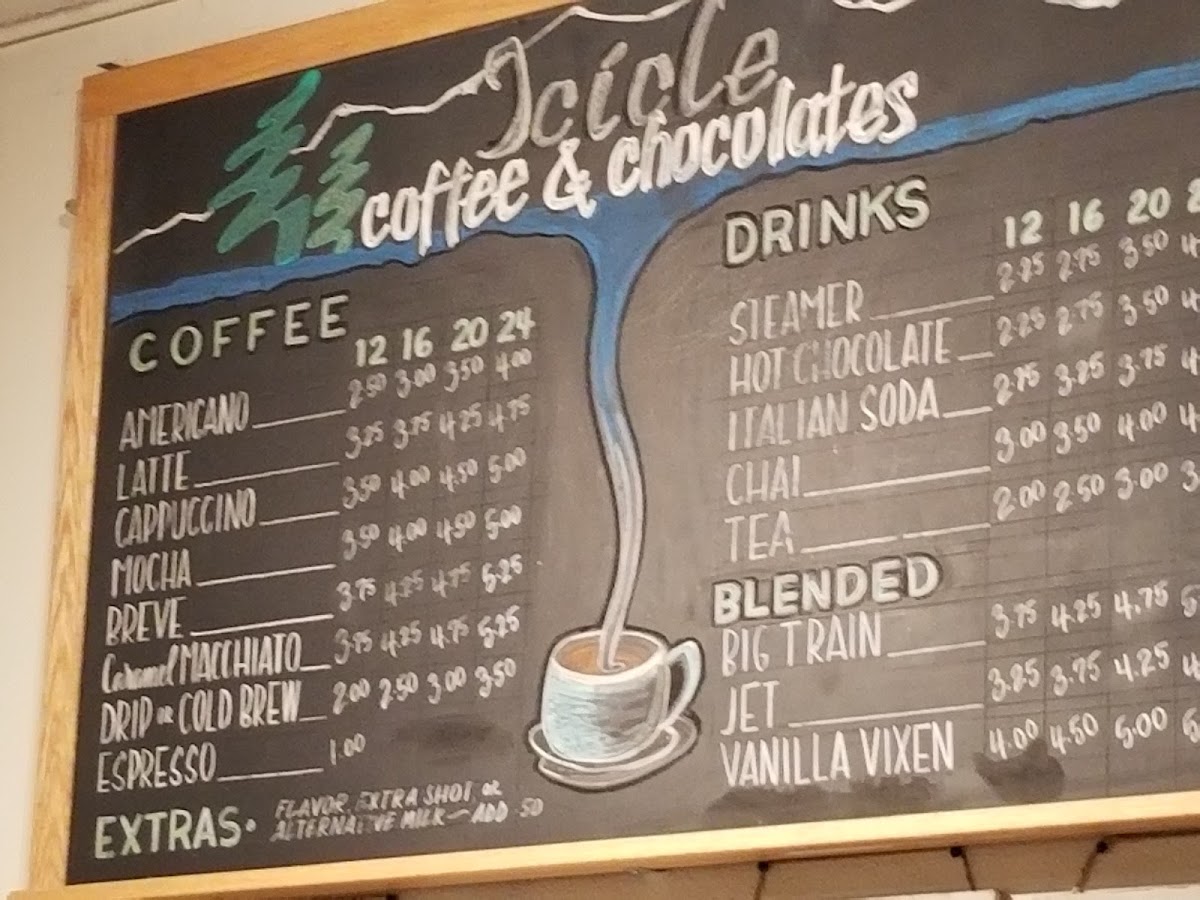 Icicle
coffee & chocolates
COFFEE 12 16 20 24
AMERICANO 2.50 3.00 3.50 4.00
LATTE 3.25 3.75 4.25 4.75
CAPPUCCINO 3.50 4.00 4.50 5.00
MOCHA 3.50 4.00 4.50 5.00
BREVE 3.75 4.25 4.75 5.25
Caramel MACCHIATO 3.75 4.25 4.75 5.25
DRIP or COLD BREW 2.00 2.50 3.00 3.50
ESPRESSO 1.00
EXTRAS· FLAVOR, EXTRA SHOT, OR
ALTERNATIVE MILK — ADD .50
DRINKS 12 16 20
STEAMER 2.25 2.75 3.50
HOT CHOCOLATE 2.25 2.75 3.50
ITALIAN SODA 2.75 3.25 3.75
CHAI 3.00 3.50 4.00
TEA 2.00 2.50 3.00
BLENDED
BIG TRAIN 3.75 4.25 4.75
JET 3.25 3.75 4.25
VANILLA VIXEN 4.00 4.50 5.00